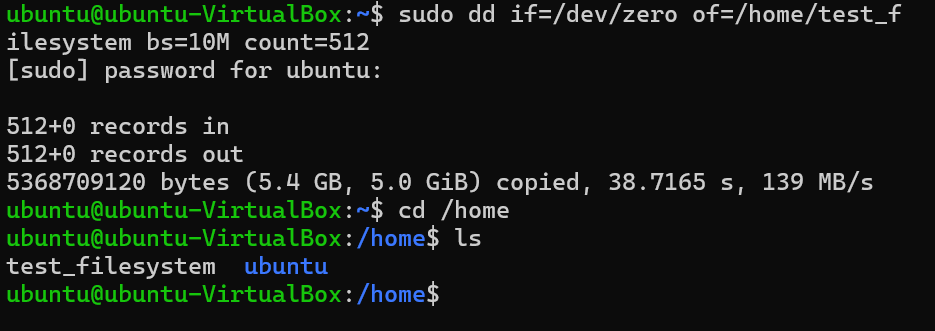 ubuntu@ubuntu-VirtualBox:~$ sudo dd if=/dev/zero of=/home/test_f
ilesystem bs=10M count=512
[sudo] password for ubuntu:
512+0 records in
512+0 records out
5368709120 bytes (5.4 GB, 5.0 GiB) copied, 38.7165 s, 139 MB/s
ubuntu@ubuntu-VirtualBox:~$ cd /home
ubuntu@ubuntu-VirtualBox:/home$ ls
test_filesystem  ubuntu
ubuntu@ubuntu-VirtualBox:/home$